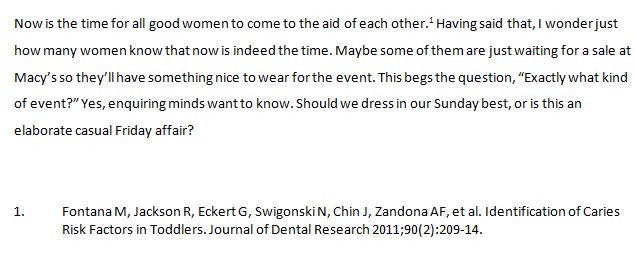 Now is the time for all good women to come to the aid of each other.¹ Having said that, I wonder just
how many women know that now is indeed the time. Maybe some of them are just waiting for a sale at
Macy's so they'll have something nice to wear for the event. This begs the question, “Exactly what kind
of event?” Yes, enquiring minds want to know. Should we dress in our Sunday best, or is this an
elaborate casual Friday affair?
1. Fontana M, Jackson R, Eckert G, Swigonski N, Chin J, Zandona AF, et al. Identification of Caries
Risk Factors in Toddlers. Journal of Dental Research 2011;90(2):209-14.